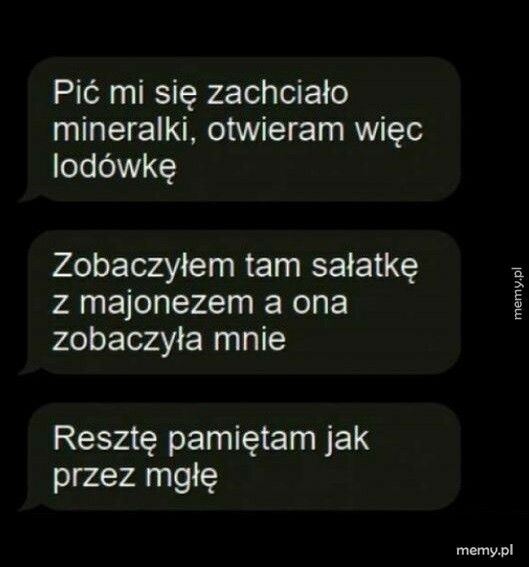 Pić mi się zachciało
mineralki, otwieram więc
lodówkę
Zobaczyłem tam sałatkę
z majonezem a ona
zobaczyła mnie
Resztę pamiętam jak
przez mgłę
memy.pl
memy.pl